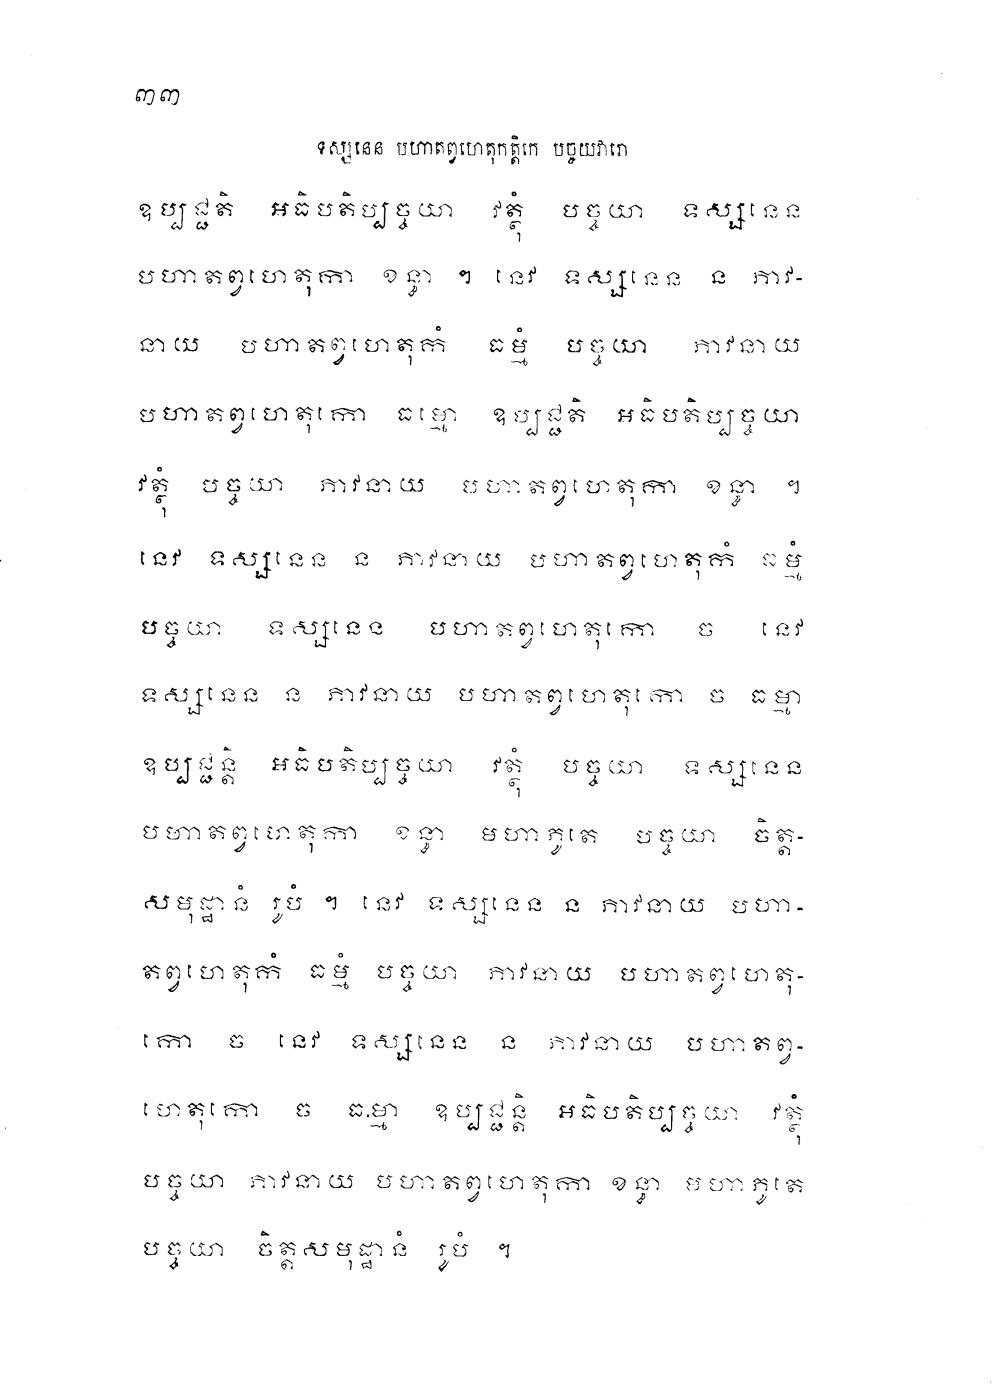 ៣៣
ទស្សនេន បហាតព្វហេតុកត្តិកេ បច្ចយវារោ
ឧប្បជ្ជតិ អធិបតិប្បច្ចយា វត្ថុំ បច្ចយា ទស្សនេន
បហាតព្វហេតុកា ខន្ធា ។ នេវ ទស្សនេន ន ភាវ-
នាយ បហាតព្វហេតុកំ ធម្មំ បច្ចយា ភាវនាយ
បហាតព្វហេតុកោ ធម្មោ ឧប្បជ្ជតិ អធិបតិប្បច្ចយា
វត្ថុំ បច្ចយា ភាវនាយ បហាតព្វហេតុកា ខន្ធា ។
នេវ ទស្សនេន ន ភាវនាយ បហាតព្វហេតុកំ ធម្មំ
បច្ចយា ទស្សនេន បហាតព្វហេតុកោ ច នេវ
ទស្សនេន ន ភាវនាយ បហាតព្វហេតុកោ ច ធម្មា
ឧប្បជ្ជន្តិ អធិបតិប្បច្ចយា វត្ថុំ បច្ចយា ទស្សនេន
បហាតព្វហេតុកា ខន្ធា មហាភូតេ បច្ចយា ចិត្ត-
សមុដ្ឋានំ រូបំ ។ នេវ ទស្សនេន ន ភាវនាយ បហា-
តព្វហេតុកំ ធម្មំ បច្ចយា ភាវនាយ បហាតព្វហេតុ-
កោ ច នេវ ទស្សនេន ន ភាវនាយ បហាតព្វ-
ហេតុកោ ច ធម្មា ឧប្បជ្ជន្តិ អធិបតិប្បច្ចយា វត្ថុំ
បច្ចយា ភាវនាយ បហាតព្វហេតុកា ខន្ធា មហាភូតេ
បច្ចយា ចិត្តសមុដ្ឋានំ រូបំ ។